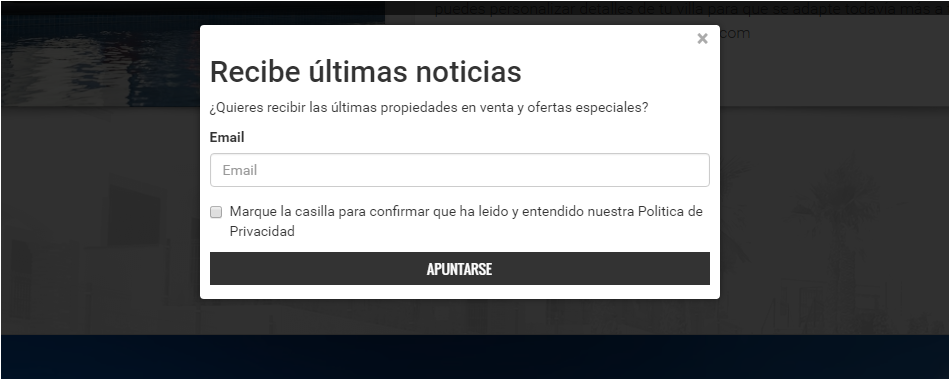 puedes personalizar detalles de tu villa para que se adapte todavía más a
com
×
Recibe últimas noticias
¿Quieres recibir las últimas propiedades en venta y ofertas especiales?
Email
Email
Marque la casilla para confirmar que ha leido y entendido nuestra Politica de
Privacidad
APUNTARSE